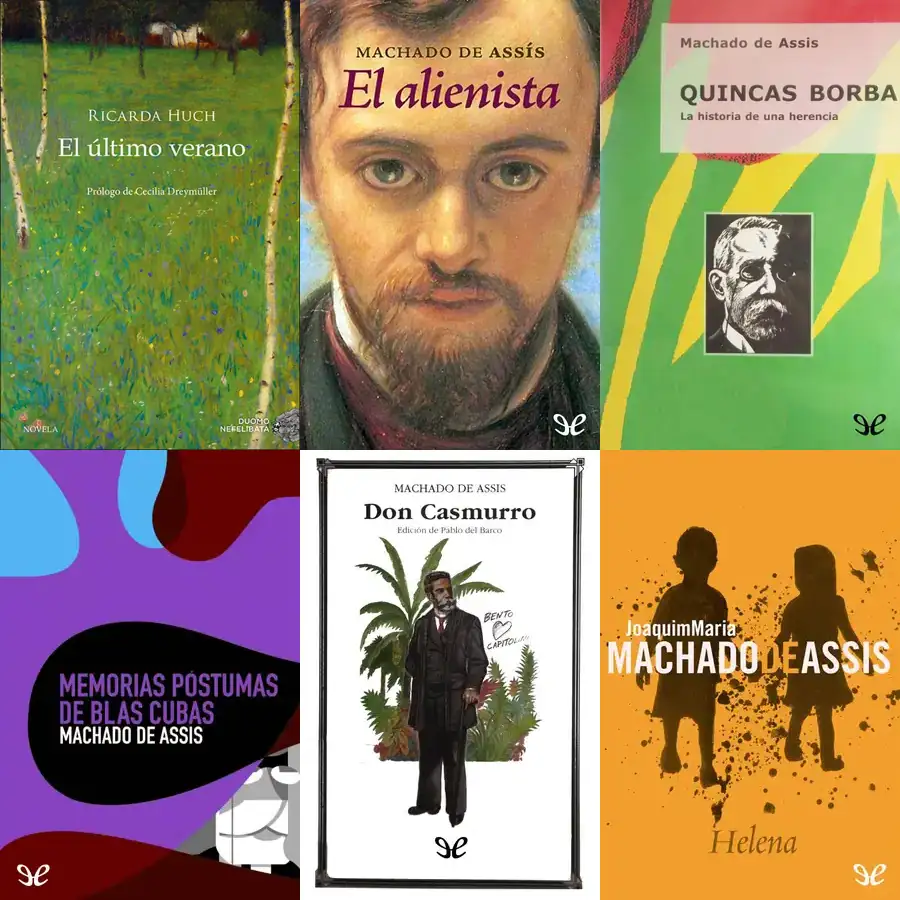 RICARDA HUCH
El último verano
Prólogo de Cecilia Dreymüller
NOVELA
DUOMO
NEFELIBATA
MACHADO DE ASSÍS
El alienista
Machado de Assis
QUINCAS BORBA
La historia de una herencia
MEMORIAS PÓSTUMAS
DE BLAS CUBAS
MACHADO DE ASSIS
MACHADO DE ASSIS
Don Casmurro
Edición de Pablo del Barco
BENTO
CAPITOLINA
JoaquimMaria
MACHADODEASSIS
Helena